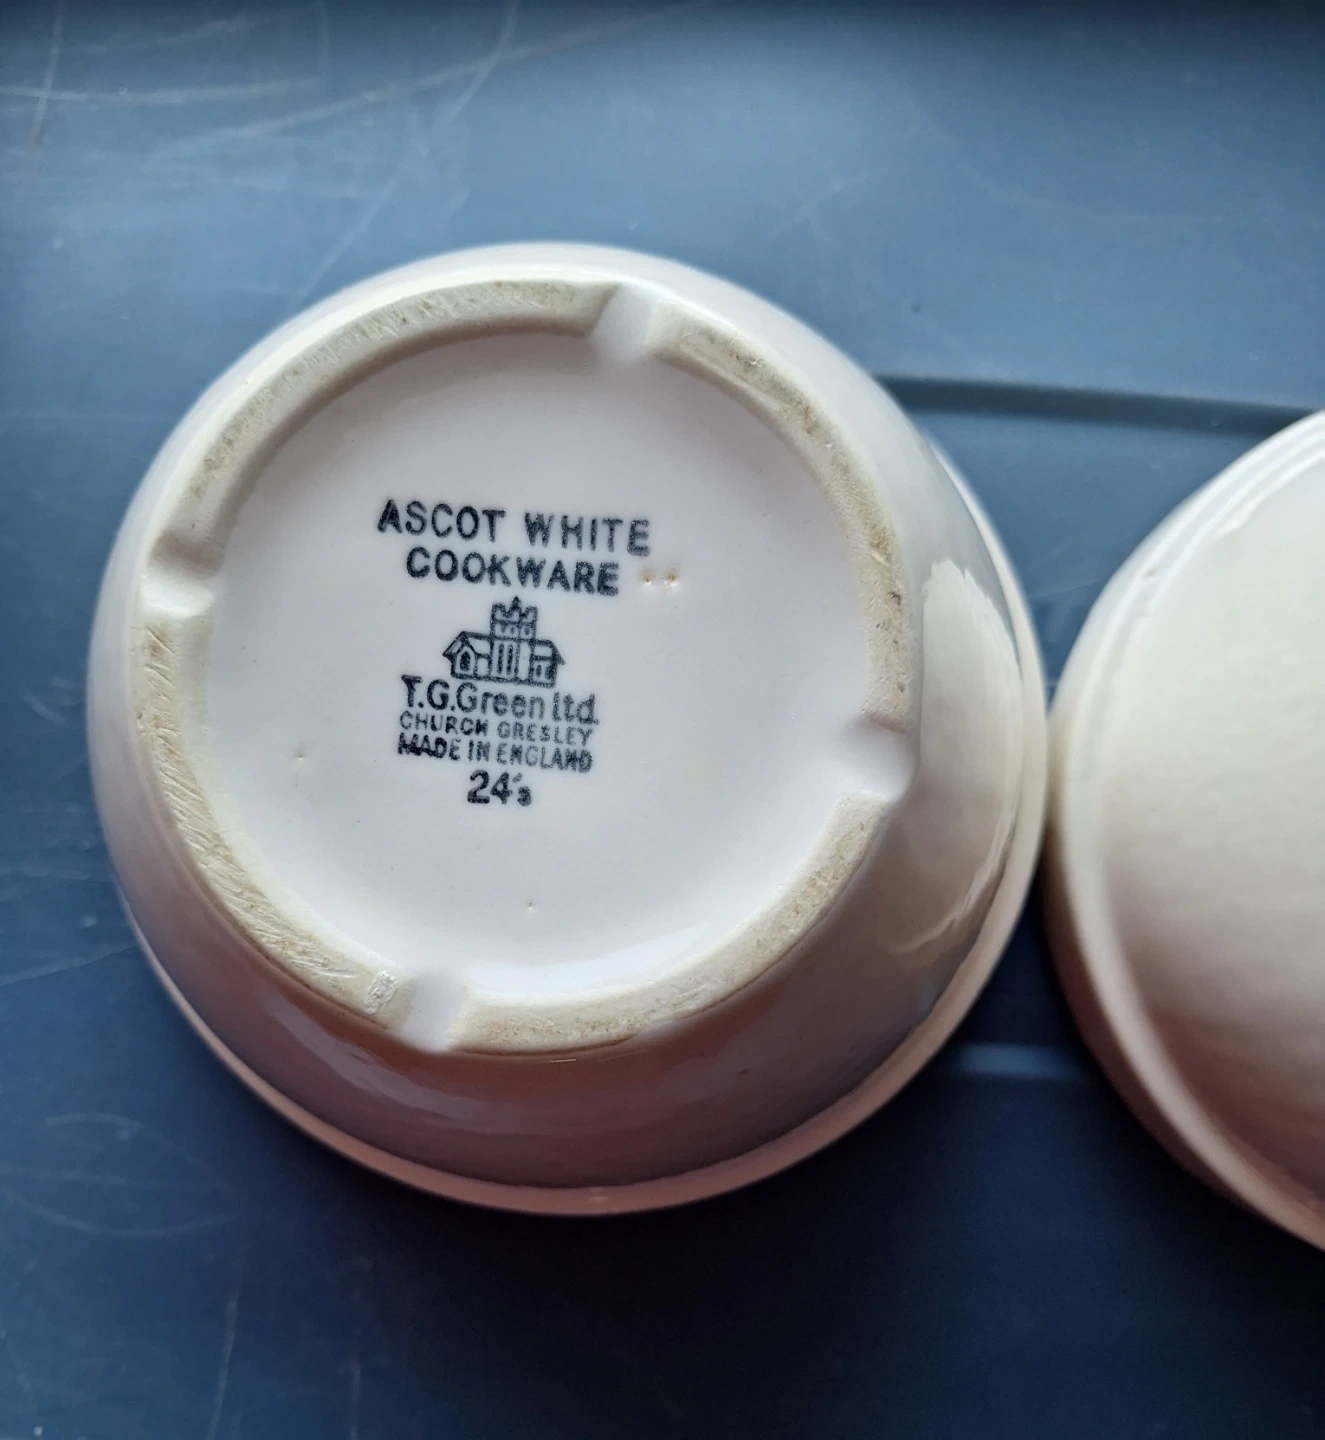 ASCOT WHITE
COOKWARE
T.G.Green ltd.
CHURCH GRESLEY
MADE IN ENGLAND
24's